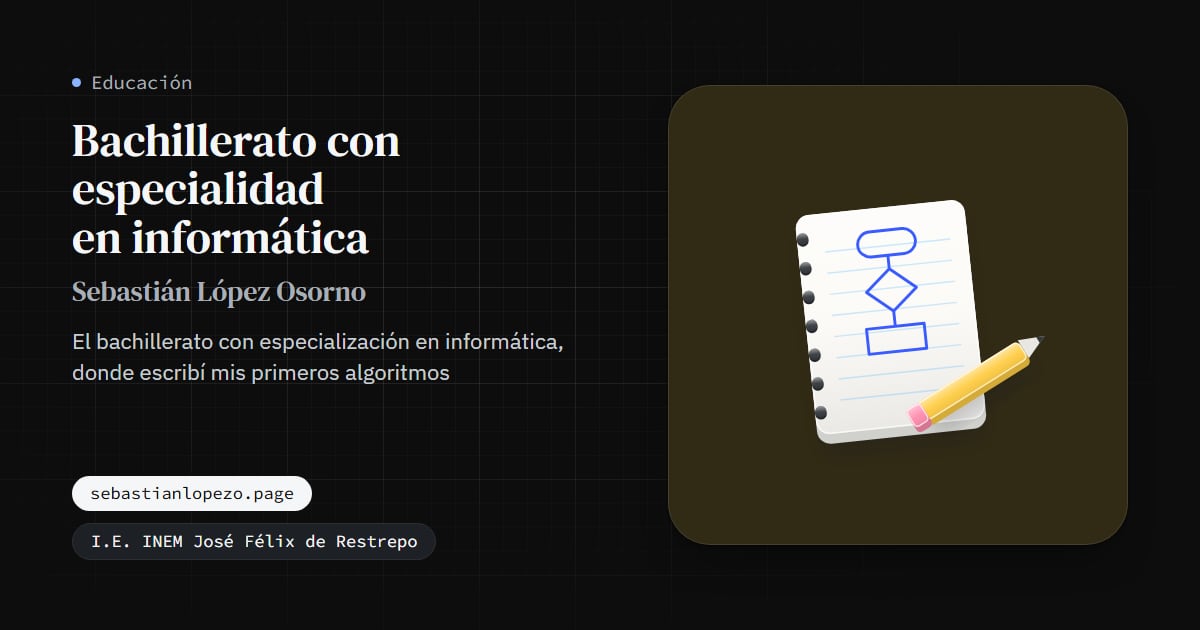 Educación
Bachillerato con
especialidad
en informática
Sebastián López Osorno
El bachillerato con especialización en informática,
donde escribí mis primeros algoritmos
sebastianlopezo.page
I.E. INEM José Félix de Restrepo